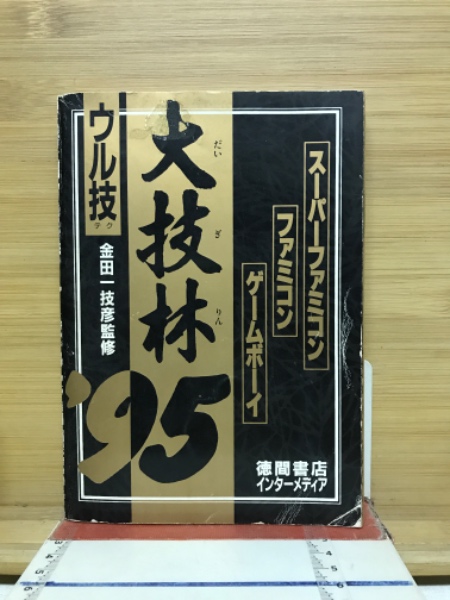 スーパーファミコン
ファミコン
ゲームボーイ
大技林
だい
ぎ
りん
'95
ウル技
テク
金田一技彦監修
徳間書店
インターメディア